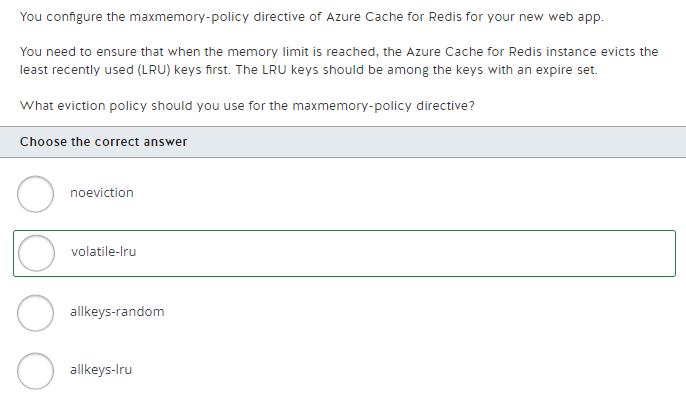 You configure the maxmemory-policy directive of Azure Cache for Redis for your new web app.
You need to ensure that when the memory limit is reached, the Azure Cache for Redis instance evicts the
least recently used (LRU) keys first. The LRU keys should be among the keys with an expire set.
What eviction policy should you use for the maxmemory-policy directive?
Choose the correct answer
noeviction
volatile-lru
allkeys-random
allkeys-lru